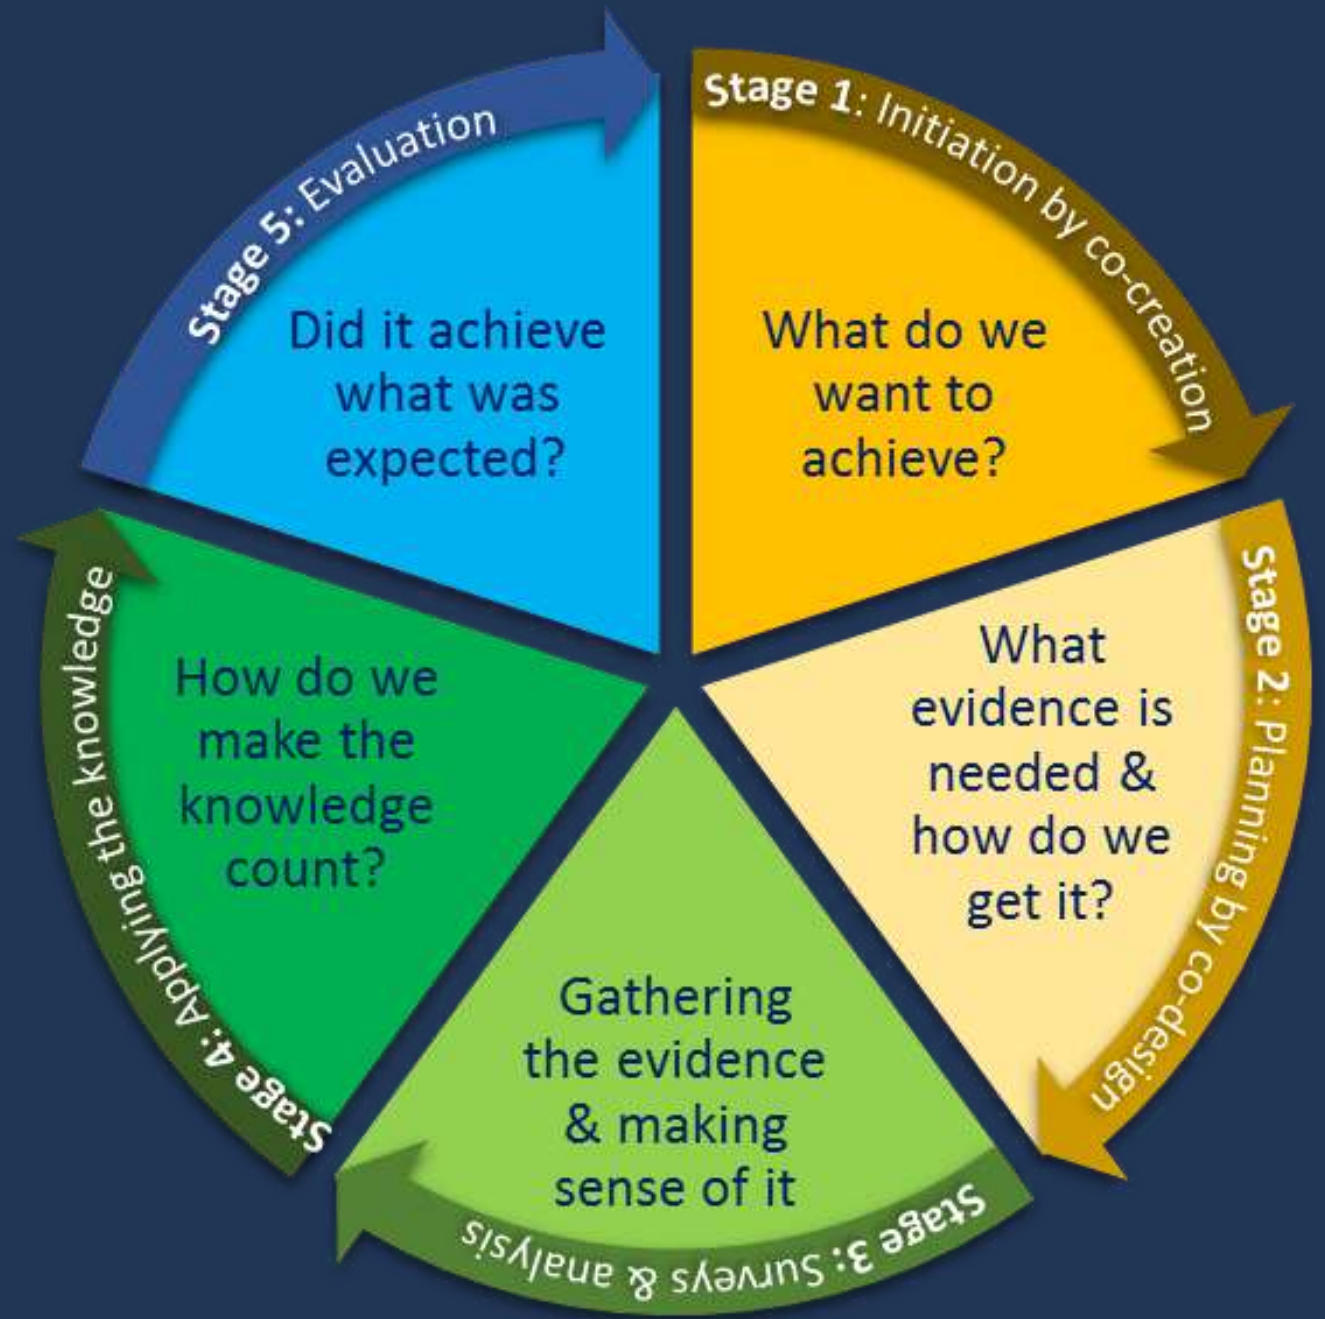 Stage 1: Initiation by co-creation
What do we
want to
achieve?
Stage 2: Planning by co-design
What
evidence is
needed &
how do we
get it?
Stage 3: Surveys & analysis
Gathering
the evidence
& making
sense of it
Stage 4: Applying the knowledge
How do we
make the
knowledge
count?
Stage 5: Evaluation
Did it achieve
what was
expected?